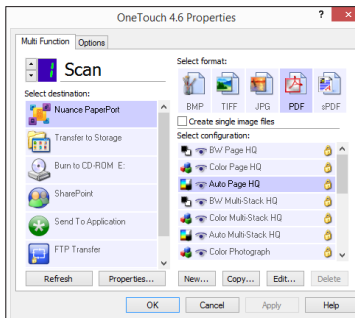 OneTouch 4.6 Properties
?
x
Multi Function
Options
1
Scan
Select destination:
Nuance PaperPort
Transfer to Storage
Burn to CD-ROM E:
SharePoint
Send To Application
FTP Transfer
Refresh
Properties...
Select format:
BMP
TIFF
JPG
PDF
sPDF
Create single image files
Select configuration:
BW Page HQ
Color Page HQ
Auto Page HQ
BW Multi-Stack HQ
Color Multi-Stack HQ
Auto Multi-Stack HQ
Color Photograph
New...
Copy...
Edit...
Delete
OK
Cancel
Apply
Help